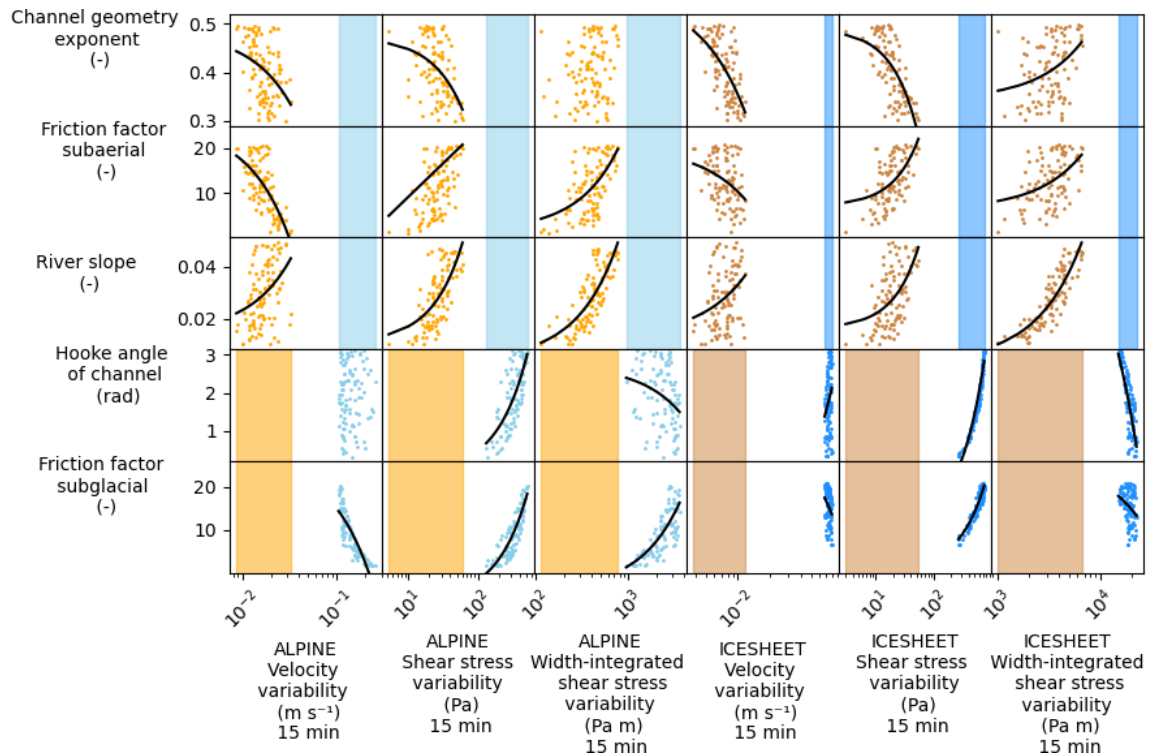 Channel geometry
exponent
(-)
0.5
0.4
0.3
Friction factor
subaerial
(-)
20
10
River slope
(-)
0.04
0.02
Hooke angle
of channel
(rad)
3
2
1
Friction factor
subglacial
(-)
20
10
10⁻² 10⁻¹ 10¹ 10² 10² 10³ 10⁻² 10¹ 10² 10³ 10⁴
ALPINE
Velocity
variability
(m s⁻¹)
15 min
ALPINE
Shear stress
variability
(Pa)
15 min
ALPINE
Width-integrated
shear stress
variability
(Pa m)
15 min
ICESHEET
Velocity
variability
(m s⁻¹)
15 min
ICESHEET
Shear stress
variability
(Pa)
15 min
ICESHEET
Width-integrated
shear stress
variability
(Pa m)
15 min